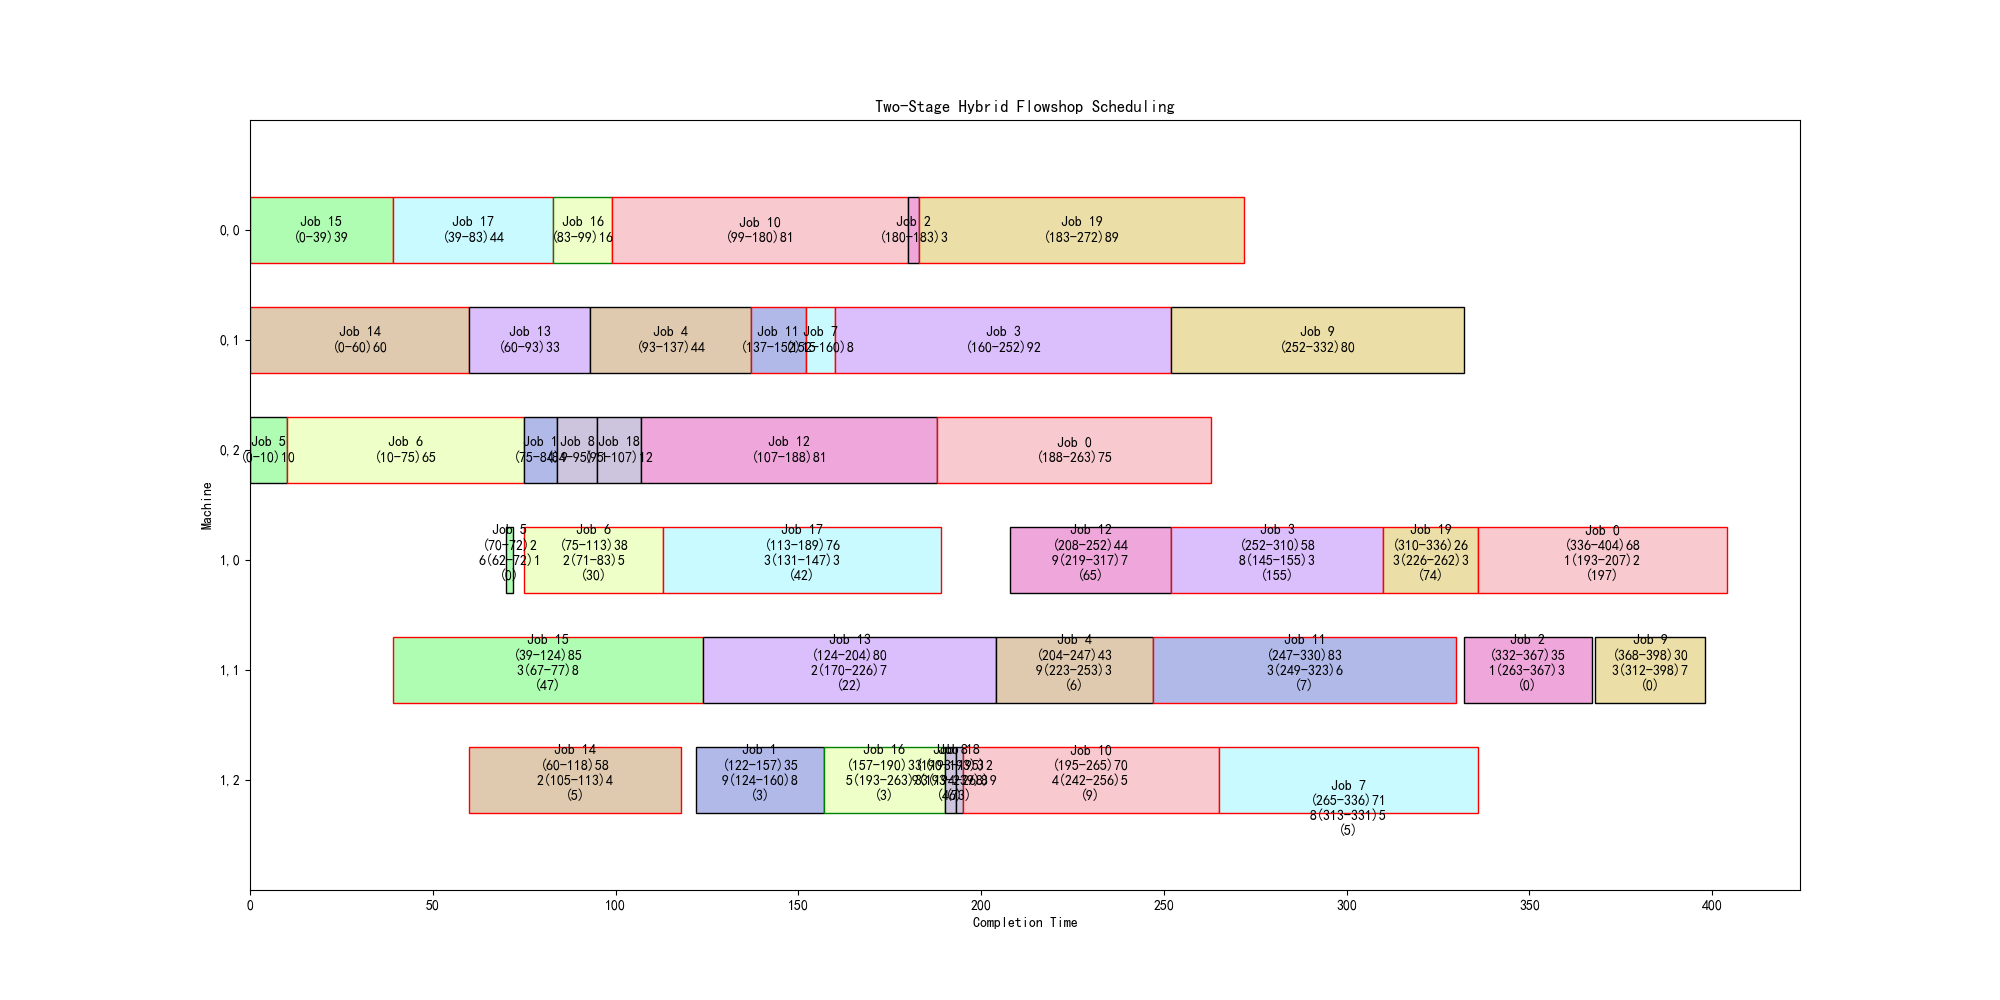 Two-Stage Hybrid Flowshop Scheduling
0,0
Job 15
(0-39)39
Job 17
(39-83)44
Job 16
(83-99)16
Job 10
(99-180)81
Job 2
(180-183)3
Job 19
(183-272)89
0,1
Job 14
(0-60)60
Job 13
(60-93)33
Job 4
(93-137)44
Job 11
(137-152)15
Job 7
(152-160)8
Job 3
(160-252)92
Job 9
(252-332)80
0,2
Job 5
(0-10)10
Job 6
(10-75)65
Job 1
(75-84)9
Job 8
(84-95)11
Job 18
(95-107)12
Job 12
(107-188)81
Job 0
(188-263)75
Machine
1,0
Job 5
(70-72)2
6(62-72)1
(0)
Job 6
(75-113)38
2(71-83)5
(30)
Job 17
(113-189)76
3(131-147)3
(42)
Job 12
(208-252)44
9(219-317)7
(65)
Job 3
(252-310)58
8(145-155)3
(155)
Job 19
(310-336)26
3(226-262)3
(74)
Job 0
(336-404)68
1(193-207)2
(197)
1,1
Job 15
(39-124)85
3(67-77)8
(47)
Job 13
(124-204)80
2(170-226)7
(22)
Job 4
(204-247)43
9(223-253)3
(6)
Job 11
(247-330)83
3(249-323)6
(7)
Job 2
(332-367)35
1(263-367)3
(0)
Job 9
(368-398)30
3(312-398)7
(0)
1,2
Job 14
(60-118)58
2(105-113)4
(5)
Job 1
(122-157)35
9(124-160)8
(3)
Job 16
(157-190)33
5(193-263)8
(3)
Job 8
(190-193)3
Job 18
(193-195)2
Job 10
(195-265)70
4(242-256)5
(9)
Job 7
(265-336)71
8(313-331)5
(5)
0
50
100
150
200
250
300
350
400
Completion Time